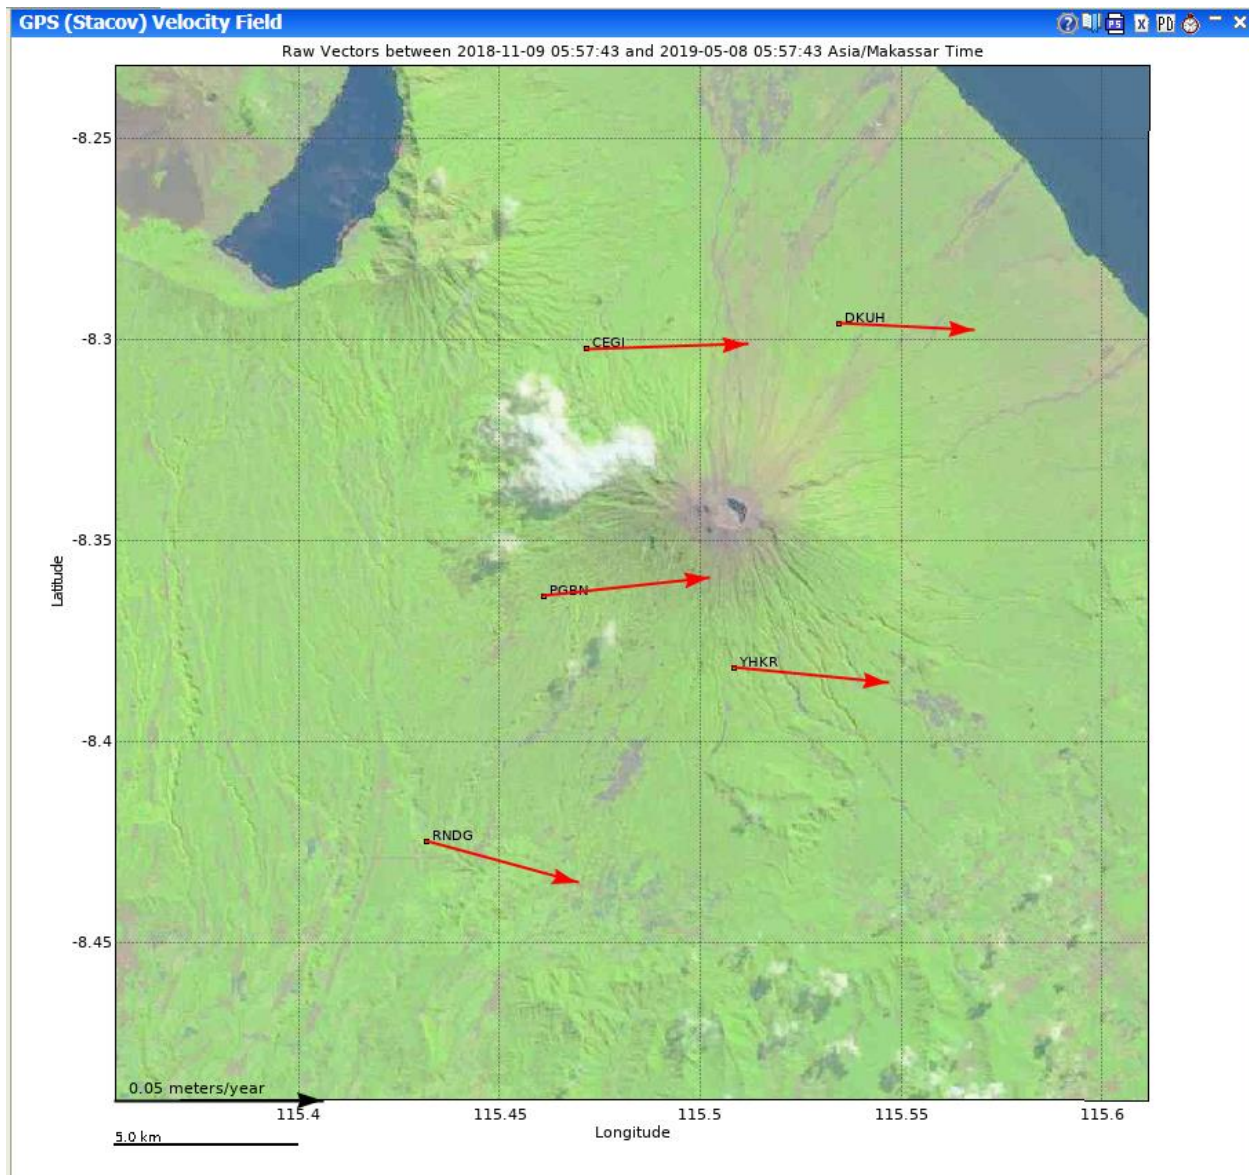 GPS (Stacov) Velocity Field
PS X PD
Raw Vectors between 2018-11-09 05:57:43 and 2019-05-08 05:57:43 Asia/Makassar Time
-8.25
DKUH
-8.3
CEGI
-8.35
Latitude
PGBN
YHKR
-8.4
RNDG
-8.45
0.05 meters/year
115.4 115.45 115.5 115.55 115.6
5.0 km
Longitude